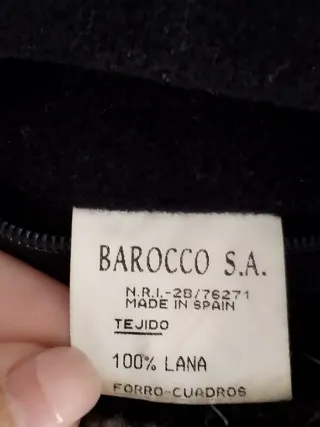 BAROCCO S.A.
N.R.I.-28/76271
MADE IN SPAIN
TEJIDO
100% LANA
FORRO-CUADROS